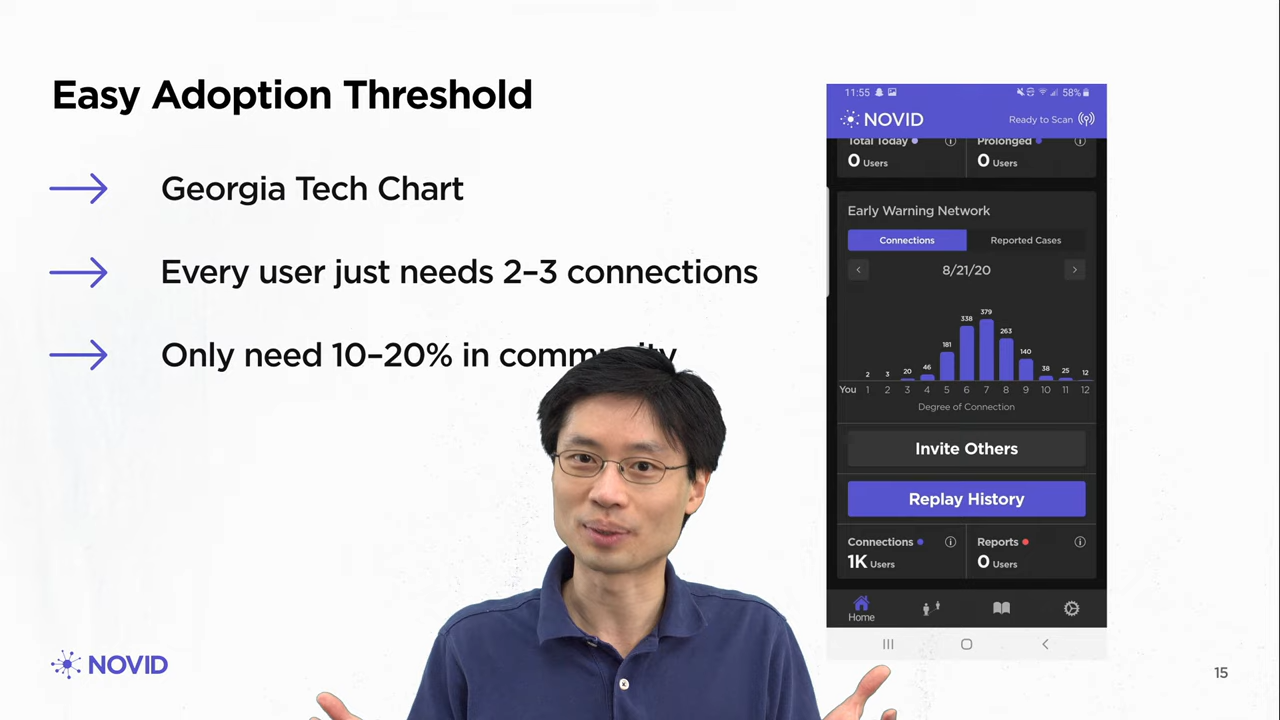 Easy Adoption Threshold
Georgia Tech Chart
Every user just needs 2–3 connections
Only need 10–20% in community
NOVID
15
11:55 58%
NOVID Ready to Scan
Total Today Prolonged
0 Users 0 Users
Early Warning Network
Connections Reported Cases
8/21/20
2 3 20 46 181 338 379 263 140 38 25 12
You 1 2 3 4 5 6 7 8 9 10 11 12
Degree of Connection
Invite Others
Replay History
Connections Reports
1K Users 0 Users
Home